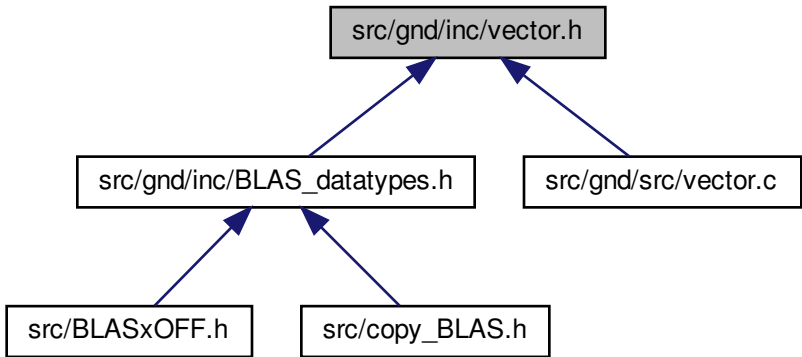 src/gnd/inc/vector.h
src/gnd/inc/BLAS_datatypes.h
src/gnd/src/vector.c
src/BLASxOFF.h
src/copy_BLAS.h